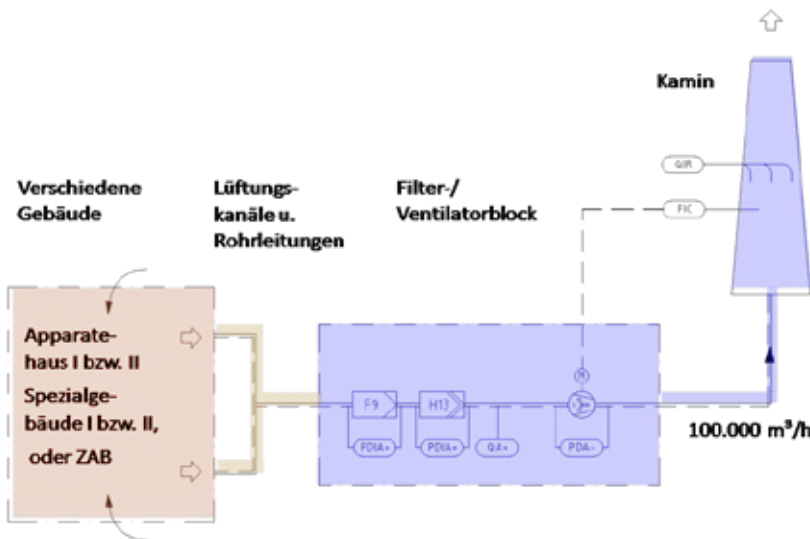 Kamin
QIR
FIC
Verschiedene
Gebäude
Lüftungs-
kanäle u.
Rohrleitungen
Filter-/
Ventilatorblock
Apparate-
haus I bzw. II
Spezialge-
bäude I bzw. II,
oder ZAB
M
F9
H13
PDIA+
PDIA+
QA+
PDA-
100.000 m³/h